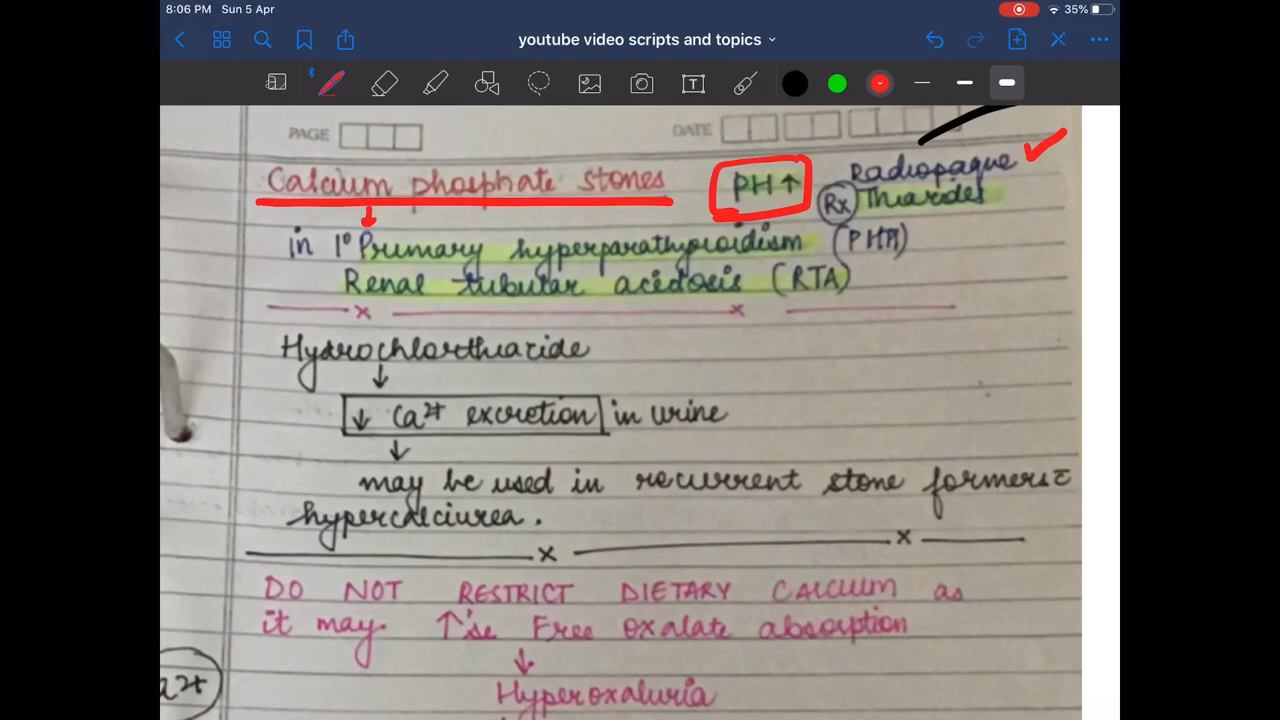 8:06 PM Sun 5 Apr 35%
youtube video scripts and topics
T
PAGE DATE
Calcium phosphate stones PH↑ Radiopaque
Rx Thiazides
in 1° Primary hyperparathyroidism (PHPT)
Renal tubular acidosis (RTA)
x x
Hydrochlorthiazide
↓
↓ Ca2+ excretion in urine
↓
may be used in recurrent stone formers c̄
hypercalciurea.
x x
DO NOT RESTRICT DIETARY CALCIUM as
it may ↑'se Free oxalate absorption
↓
a2+ Hyperoxaluria